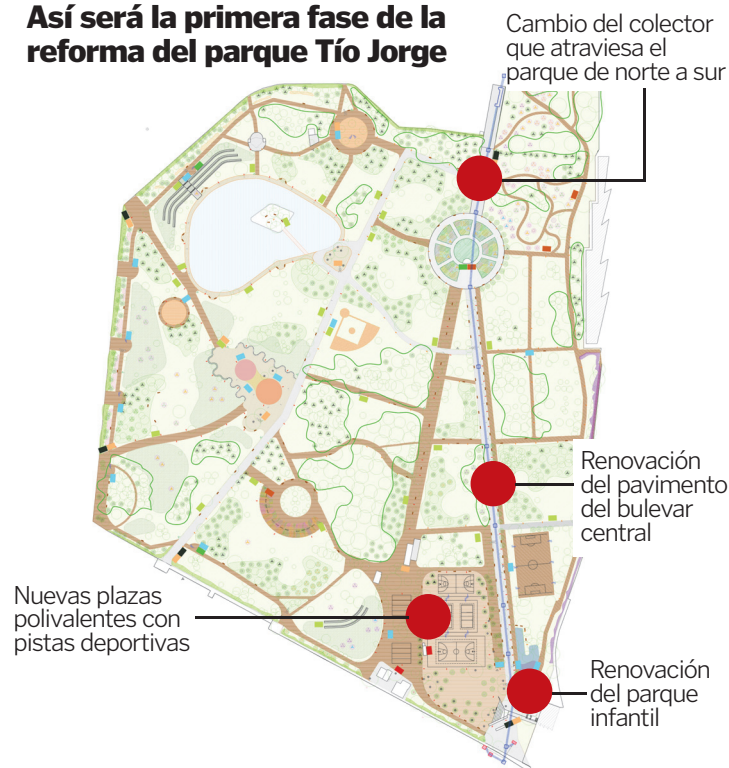 Así será la primera fase de la
reforma del parque Tío Jorge
Cambio del colector
que atraviesa el
parque de norte a sur
Renovación
del pavimento
del bulevar
central
Nuevas plazas
polivalentes con
pistas deportivas
Renovación
del parque
infantil